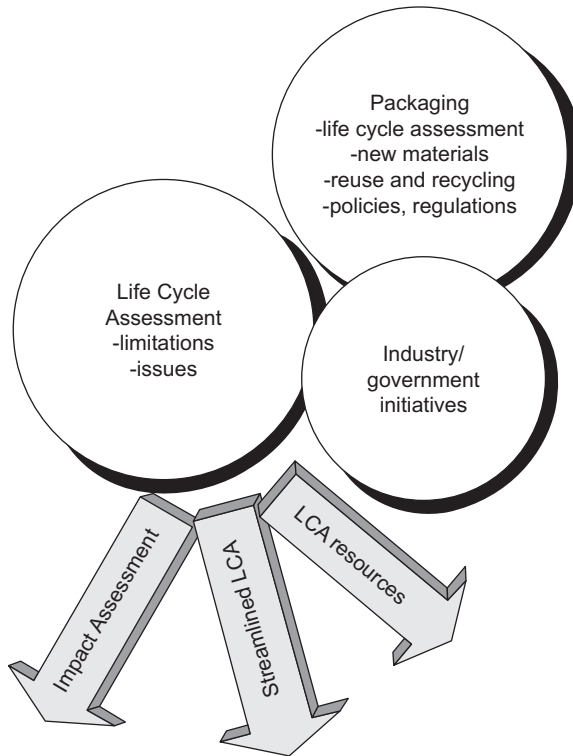 Packaging
-life cycle assessment
-new materials
-reuse and recycling
-policies, regulations
Life Cycle
Assessment
-limitations
-issues
Industry/
government
initiatives
Impact Assessment
Streamlined LCA
LCA resources